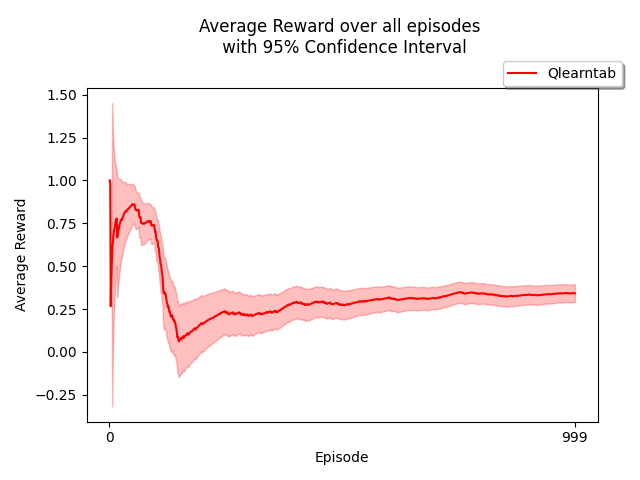 Average Reward over all episodes
with 95% Confidence Interval
Qlearntab
1.50
1.25
1.00
0.75
0.50
0.25
0.00
−0.25
Average Reward
0
999
Episode